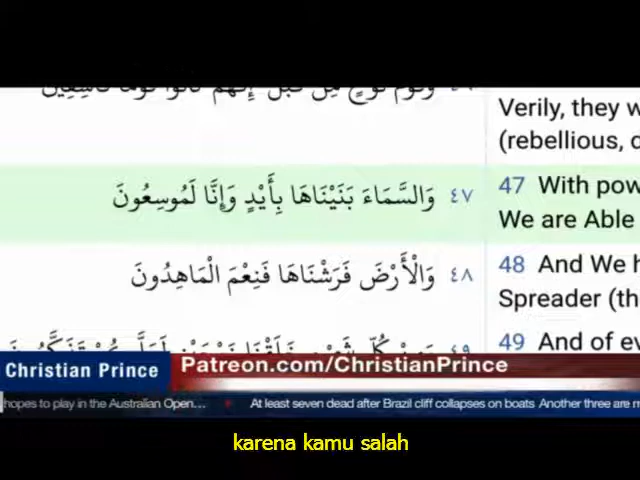 Verily, they w
(rebellious, d
وَالسَّمَاءَ بَنَيْنَاهَا بِأَيْدٍ وَإِنَّا لَمُوسِعُونَ ٤٧
47 With pow
We are Able
وَالْأَرْضَ فَرَشْنَاهَا فَنِعْمَ الْمَاهِدُونَ ٤٨
48 And We h
Spreader (th
49 And of ev
Christian Prince
Patreon.com/ChristianPrince
hopes to play in the Australian Open... At least seven dead after Brazil cliff collapses on boats Another three are m
karena kamu salah